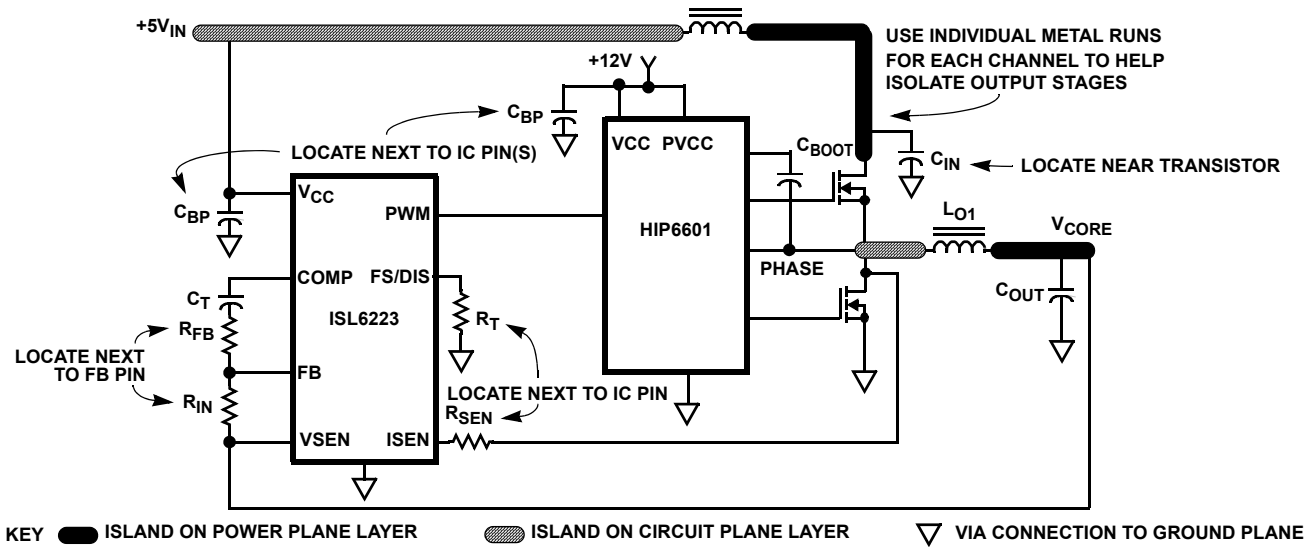 +5VIN
USE INDIVIDUAL METAL RUNS
FOR EACH CHANNEL TO HELP
ISOLATE OUTPUT STAGES
+12V
CBP
VCC PVCC
CBOOT
CIN
LOCATE NEAR TRANSISTOR
LOCATE NEXT TO IC PIN(S)
CBP
VCC
PWM
HIP6601
LO1
VCORE
PHASE
COMP
FS/DIS
CT
ISL6223
RT
COUT
RFB
LOCATE NEXT
TO FB PIN
FB
RIN
LOCATE NEXT TO IC PIN
RSEN
VSEN
ISEN
KEY
ISLAND ON POWER PLANE LAYER
ISLAND ON CIRCUIT PLANE LAYER
VIA CONNECTION TO GROUND PLANE